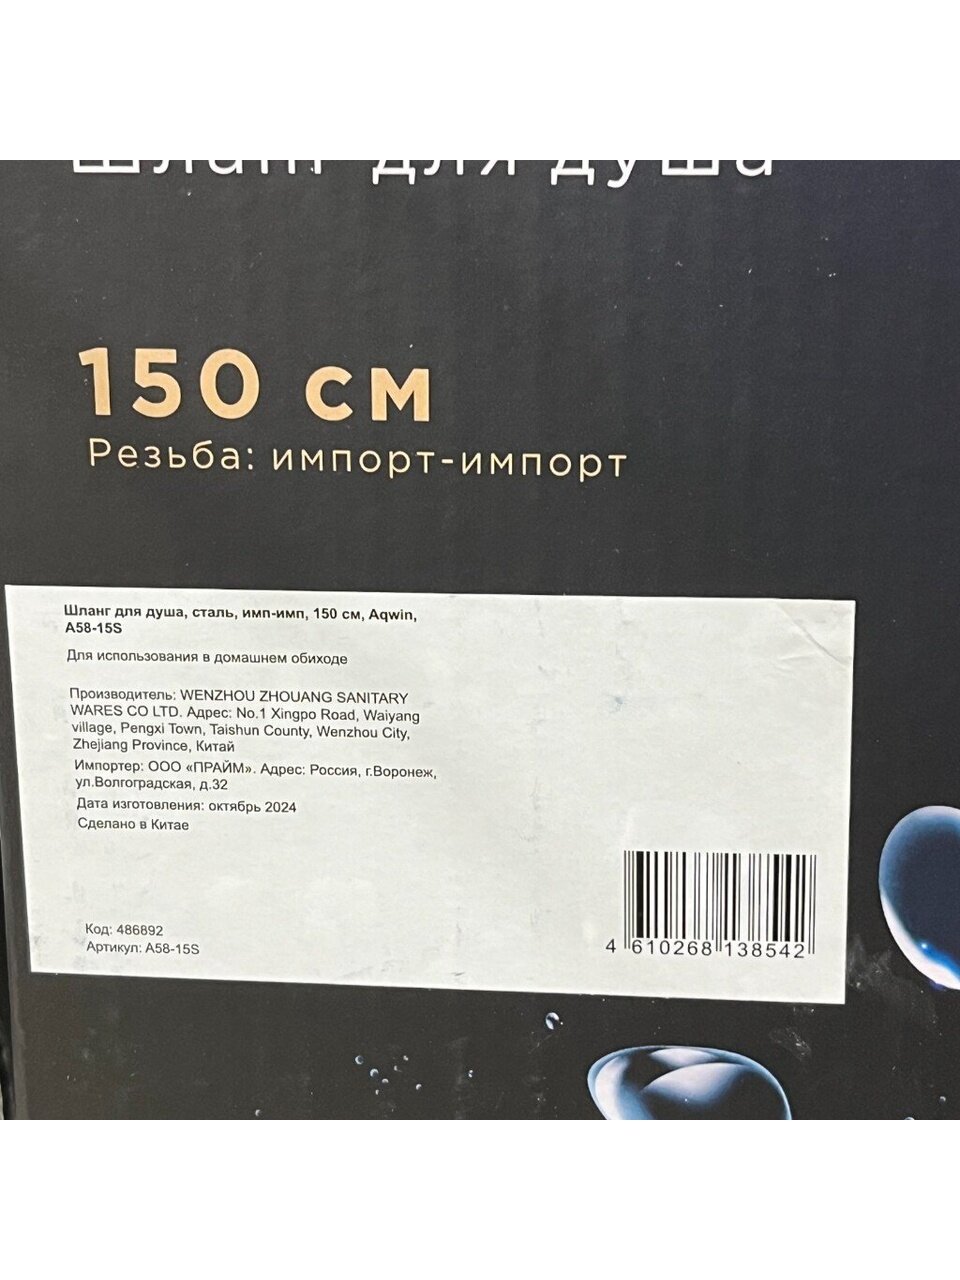 Шланг для душа
150 см
Резьба: импорт-импорт
Шланг для душа, сталь, имп-имп, 150 см, Aqwin,
A58-15S
Для использования в домашнем обиходе
Производитель: WENZHOU ZHOUANG SANITARY
WARES CO LTD. Адрес: No.1 Xingpo Road, Waiyang
village, Pengxi Town, Taishun County, Wenzhou City,
Zhejiang Province, Китай
Импортер: ООО «ПРАЙМ». Адрес: Россия, г.Воронеж,
ул.Волгоградская, д.32
Дата изготовления: октябрь 2024
Сделано в Китае
Код: 486892
Артикул: A58-15S
4 610268 138542